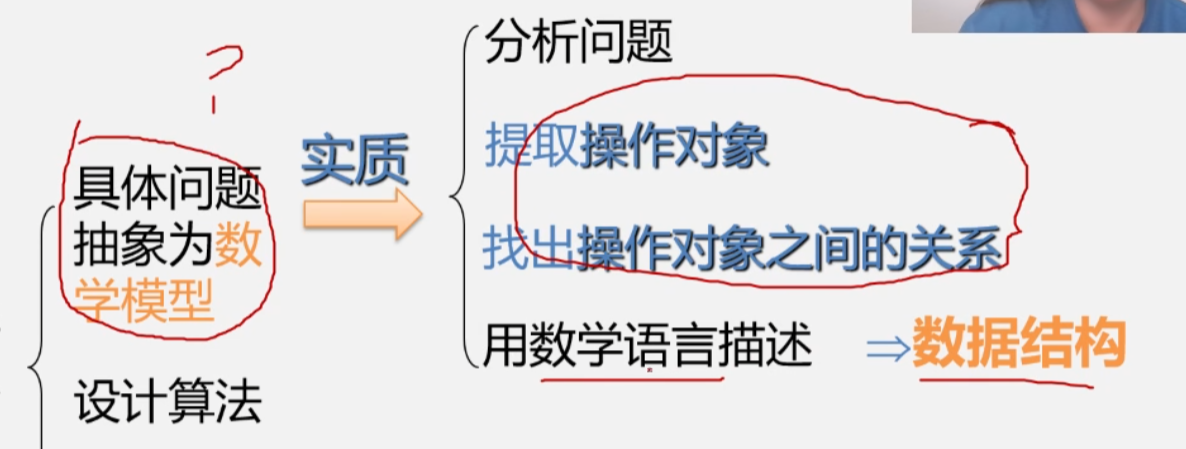 分析问题
?
实质
提取操作对象
具体问题
抽象为数
学模型
找出操作对象之间的关系
用数学语言描述 ⇒数据结构
设计算法